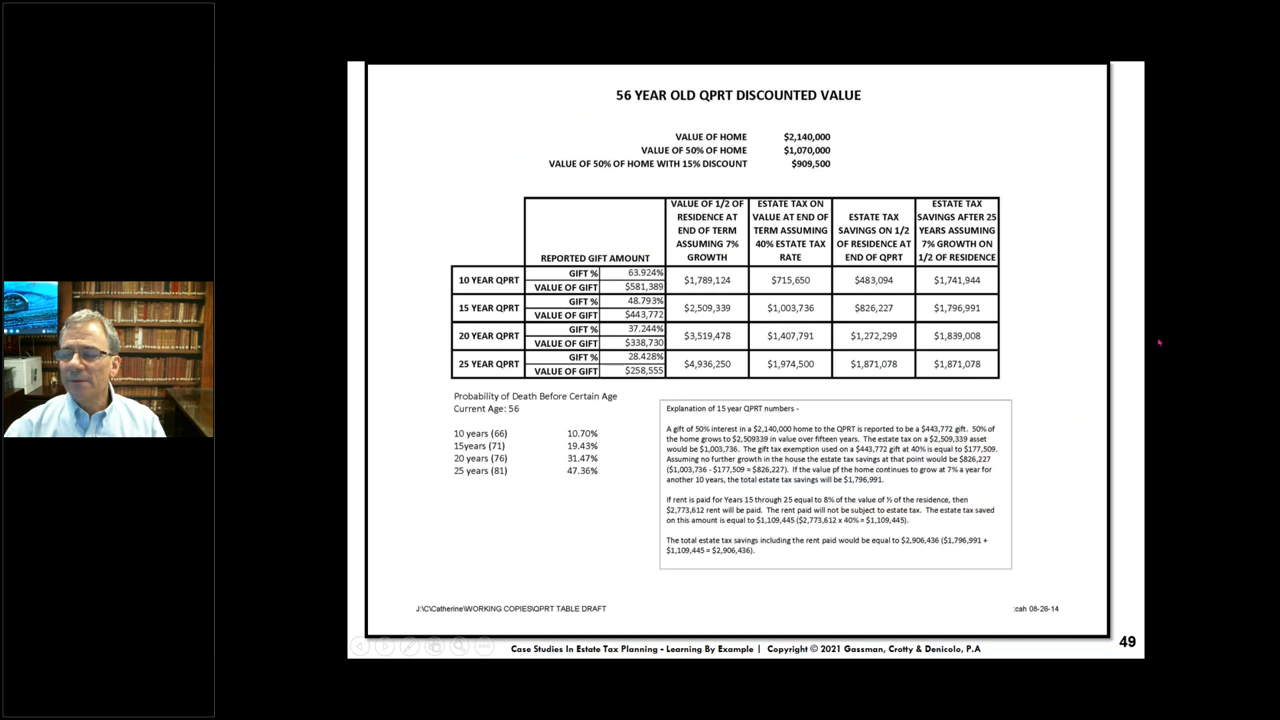 56 YEAR OLD QPRT DISCOUNTED VALUE
VALUE OF HOME $2,140,000
VALUE OF 50% OF HOME $1,070,000
VALUE OF 50% OF HOME WITH 15% DISCOUNT $909,500
REPORTED GIFT AMOUNT
VALUE OF 1/2 OF
RESIDENCE AT
END OF TERM
ASSUMING 7%
GROWTH
ESTATE TAX ON
VALUE AT END OF
TERM ASSUMING
40% ESTATE TAX
RATE
ESTATE TAX
SAVINGS ON 1/2
OF RESIDENCE AT
END OF QPRT
ESTATE TAX
SAVINGS AFTER 25
YEARS ASSUMING
7% GROWTH ON
1/2 OF RESIDENCE
10 YEAR QPRT
GIFT % 63.924%
VALUE OF GIFT $581,389
$1,789,124 $715,650 $483,094 $1,741,944
15 YEAR QPRT
GIFT % 48.793%
VALUE OF GIFT $443,772
$2,509,339 $1,003,736 $826,227 $1,796,991
20 YEAR QPRT
GIFT % 37.244%
VALUE OF GIFT $338,730
$3,519,478 $1,407,791 $1,272,299 $1,839,008
25 YEAR QPRT
GIFT % 28.428%
VALUE OF GIFT $258,555
$4,936,250 $1,974,500 $1,871,078 $1,871,078
Probability of Death Before Certain Age
Current Age: 56
10 years (66) 10.70%
15years (71) 19.43%
20 years (76) 31.47%
25 years (81) 47.36%
Explanation of 15 year QPRT numbers -
A gift of 50% interest in a $2,140,000 home to the QPRT is reported to be a $443,772 gift. 50% of
the home grows to $2,509339 in value over fifteen years. The estate tax on a $2,509,339 asset
would be $1,003,736. The gift tax exemption used on a $443,772 gift at 40% is equal to $177,509.
Assuming no further growth in the house the estate tax savings at that point would be $826,227
($1,003,736 - $177,509 = $826,227). If the value pf the home continues to grow at 7% a year for
another 10 years, the total estate tax savings will be $1,796,991.
If rent is paid for Years 15 through 25 equal to 8% of the value of ½ of the residence, then
$2,773,612 rent will be paid. The rent paid will not be subject to estate tax. The estate tax saved
on this amount is equal to $1,109,445 ($2,773,612 x 40% = $1,109,445).
The total estate tax savings including the rent paid would be equal to $2,906,436 ($1,796,991 +
$1,109,445 = $2,906,436).
J:\C\Catherine\WORKING COPIES\QPRT TABLE DRAFT
:cah 08-26-14
Case Studies In Estate Tax Planning - Learning By Example | Copyright © 2021 Gassman, Crotty & Denicolo, P.A
49